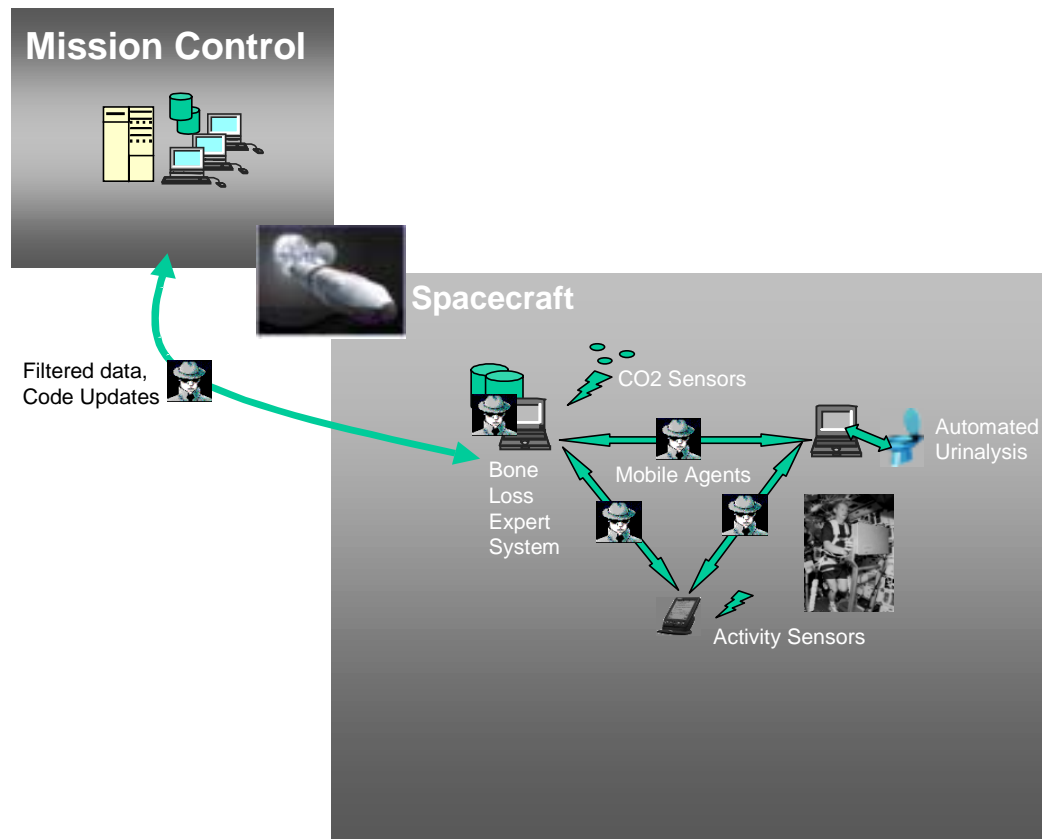 Mission Control
Spacecraft
Filtered data,
Code Updates
CO2 Sensors
Automated
Urinalysis
Bone
Loss
Expert
System
Mobile Agents
Activity Sensors